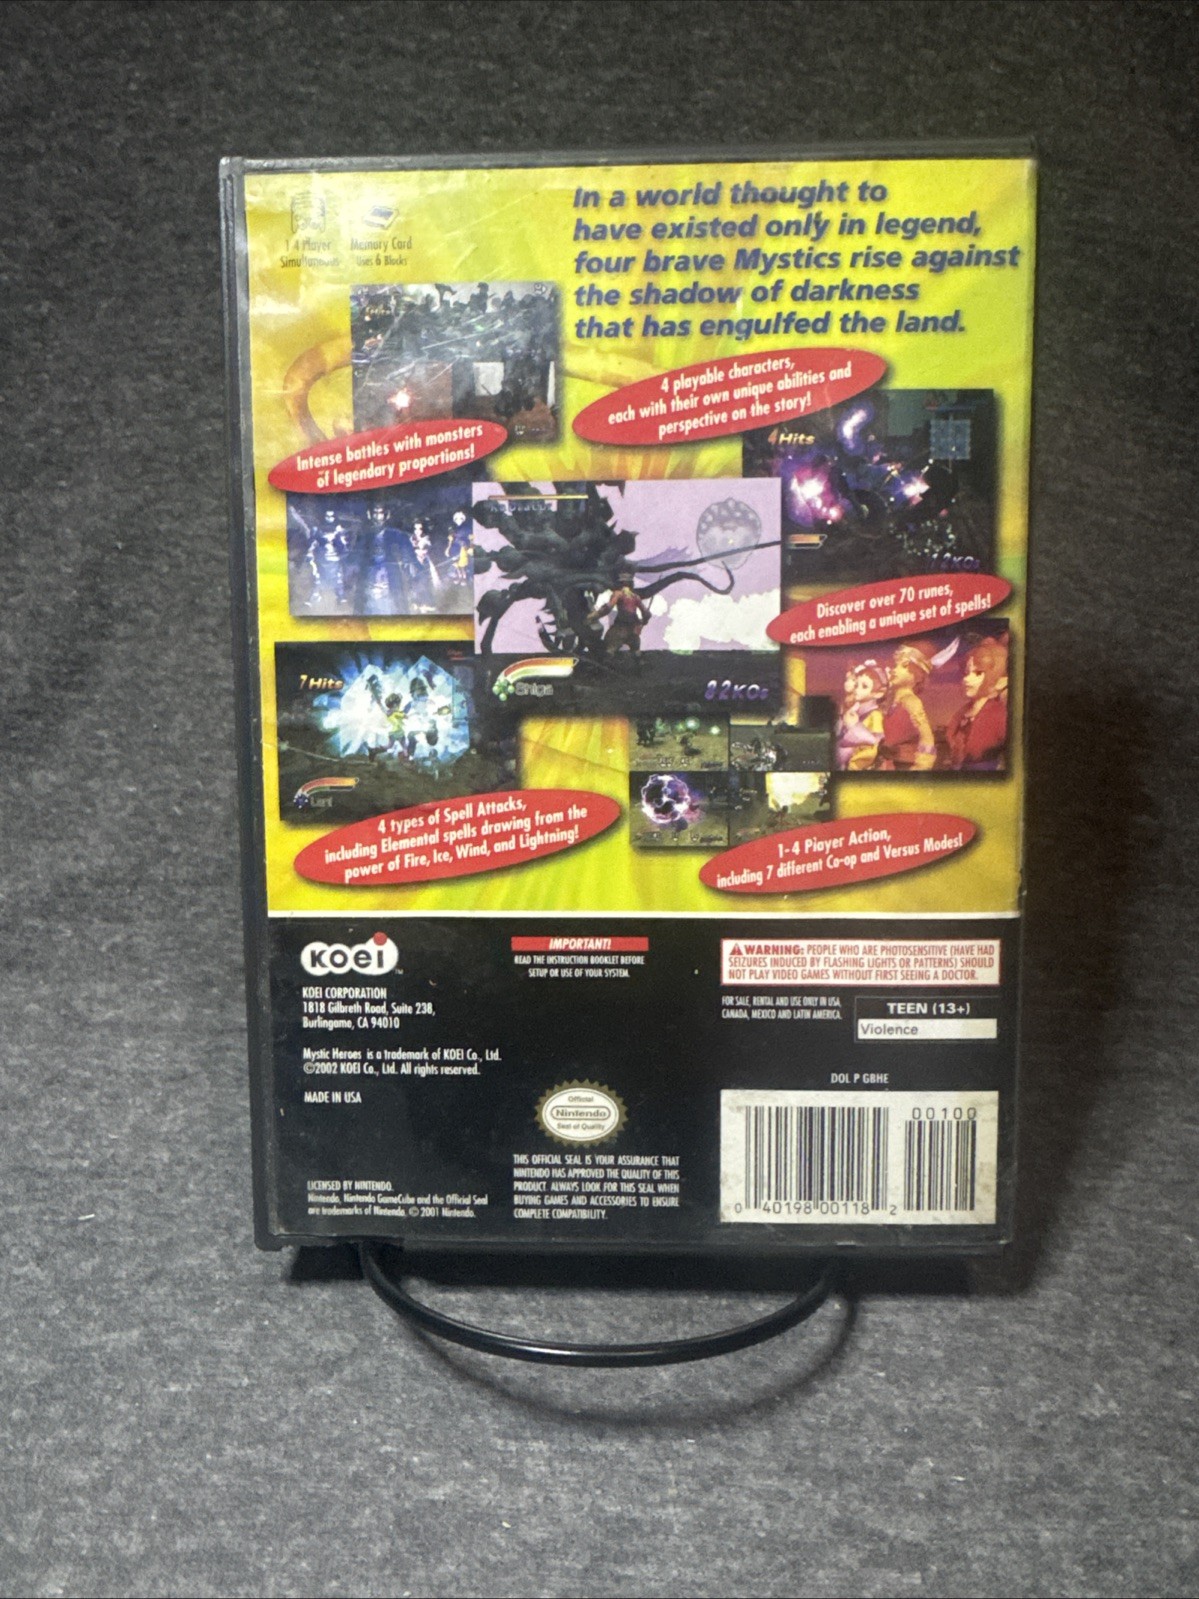 1-4 Player
Simultaneous
Memory Card
Uses 6 Blocks
In a world thought to
have existed only in legend,
four brave Mystics rise against
the shadow of darkness
that has engulfed the land.
4 playable characters,
each with their own unique abilities and
perspective on the story!
Intense battles with monsters
of legendary proportions!
4 Hits
12KOs
Discover over 70 runes,
each enabling a unique set of spells!
Shiga
82KOs
7 Hits
Lani
4 types of Spell Attacks,
including Elemental spells drawing from the
power of Fire, Ice, Wind, and Lightning!
1-4 Player Action,
including 7 different Co-op and Versus Modes!
KOEI
TM
KOEI CORPORATION
1818 Gilbreth Road, Suite 238,
Burlingame, CA 94010
Mystic Heroes is a trademark of KOEI Co., Ltd.
©2002 KOEI Co., Ltd. All rights reserved.
MADE IN USA
LICENSED BY NINTENDO.
Nintendo, Nintendo GameCube and the Official Seal
are trademarks of Nintendo. © 2001 Nintendo.
IMPORTANT!
READ THE INSTRUCTION BOOKLET BEFORE
SETUP OR USE OF YOUR SYSTEM.
Official
Nintendo
Seal of Quality
THIS OFFICIAL SEAL IS YOUR ASSURANCE THAT
NINTENDO HAS APPROVED THE QUALITY OF THIS
PRODUCT. ALWAYS LOOK FOR THIS SEAL WHEN
BUYING GAMES AND ACCESSORIES TO ENSURE
COMPLETE COMPATIBILITY.
WARNING: PEOPLE WHO ARE PHOTOSENSITIVE (HAVE HAD
SEIZURES INDUCED BY FLASHING LIGHTS OR PATTERNS) SHOULD
NOT PLAY VIDEO GAMES WITHOUT FIRST SEEING A DOCTOR.
FOR SALE, RENTAL AND USE ONLY IN USA,
CANADA, MEXICO AND LATIN AMERICA.
TEEN (13+)
Violence
DOL P GBHE
00100
0 40198 00118 2